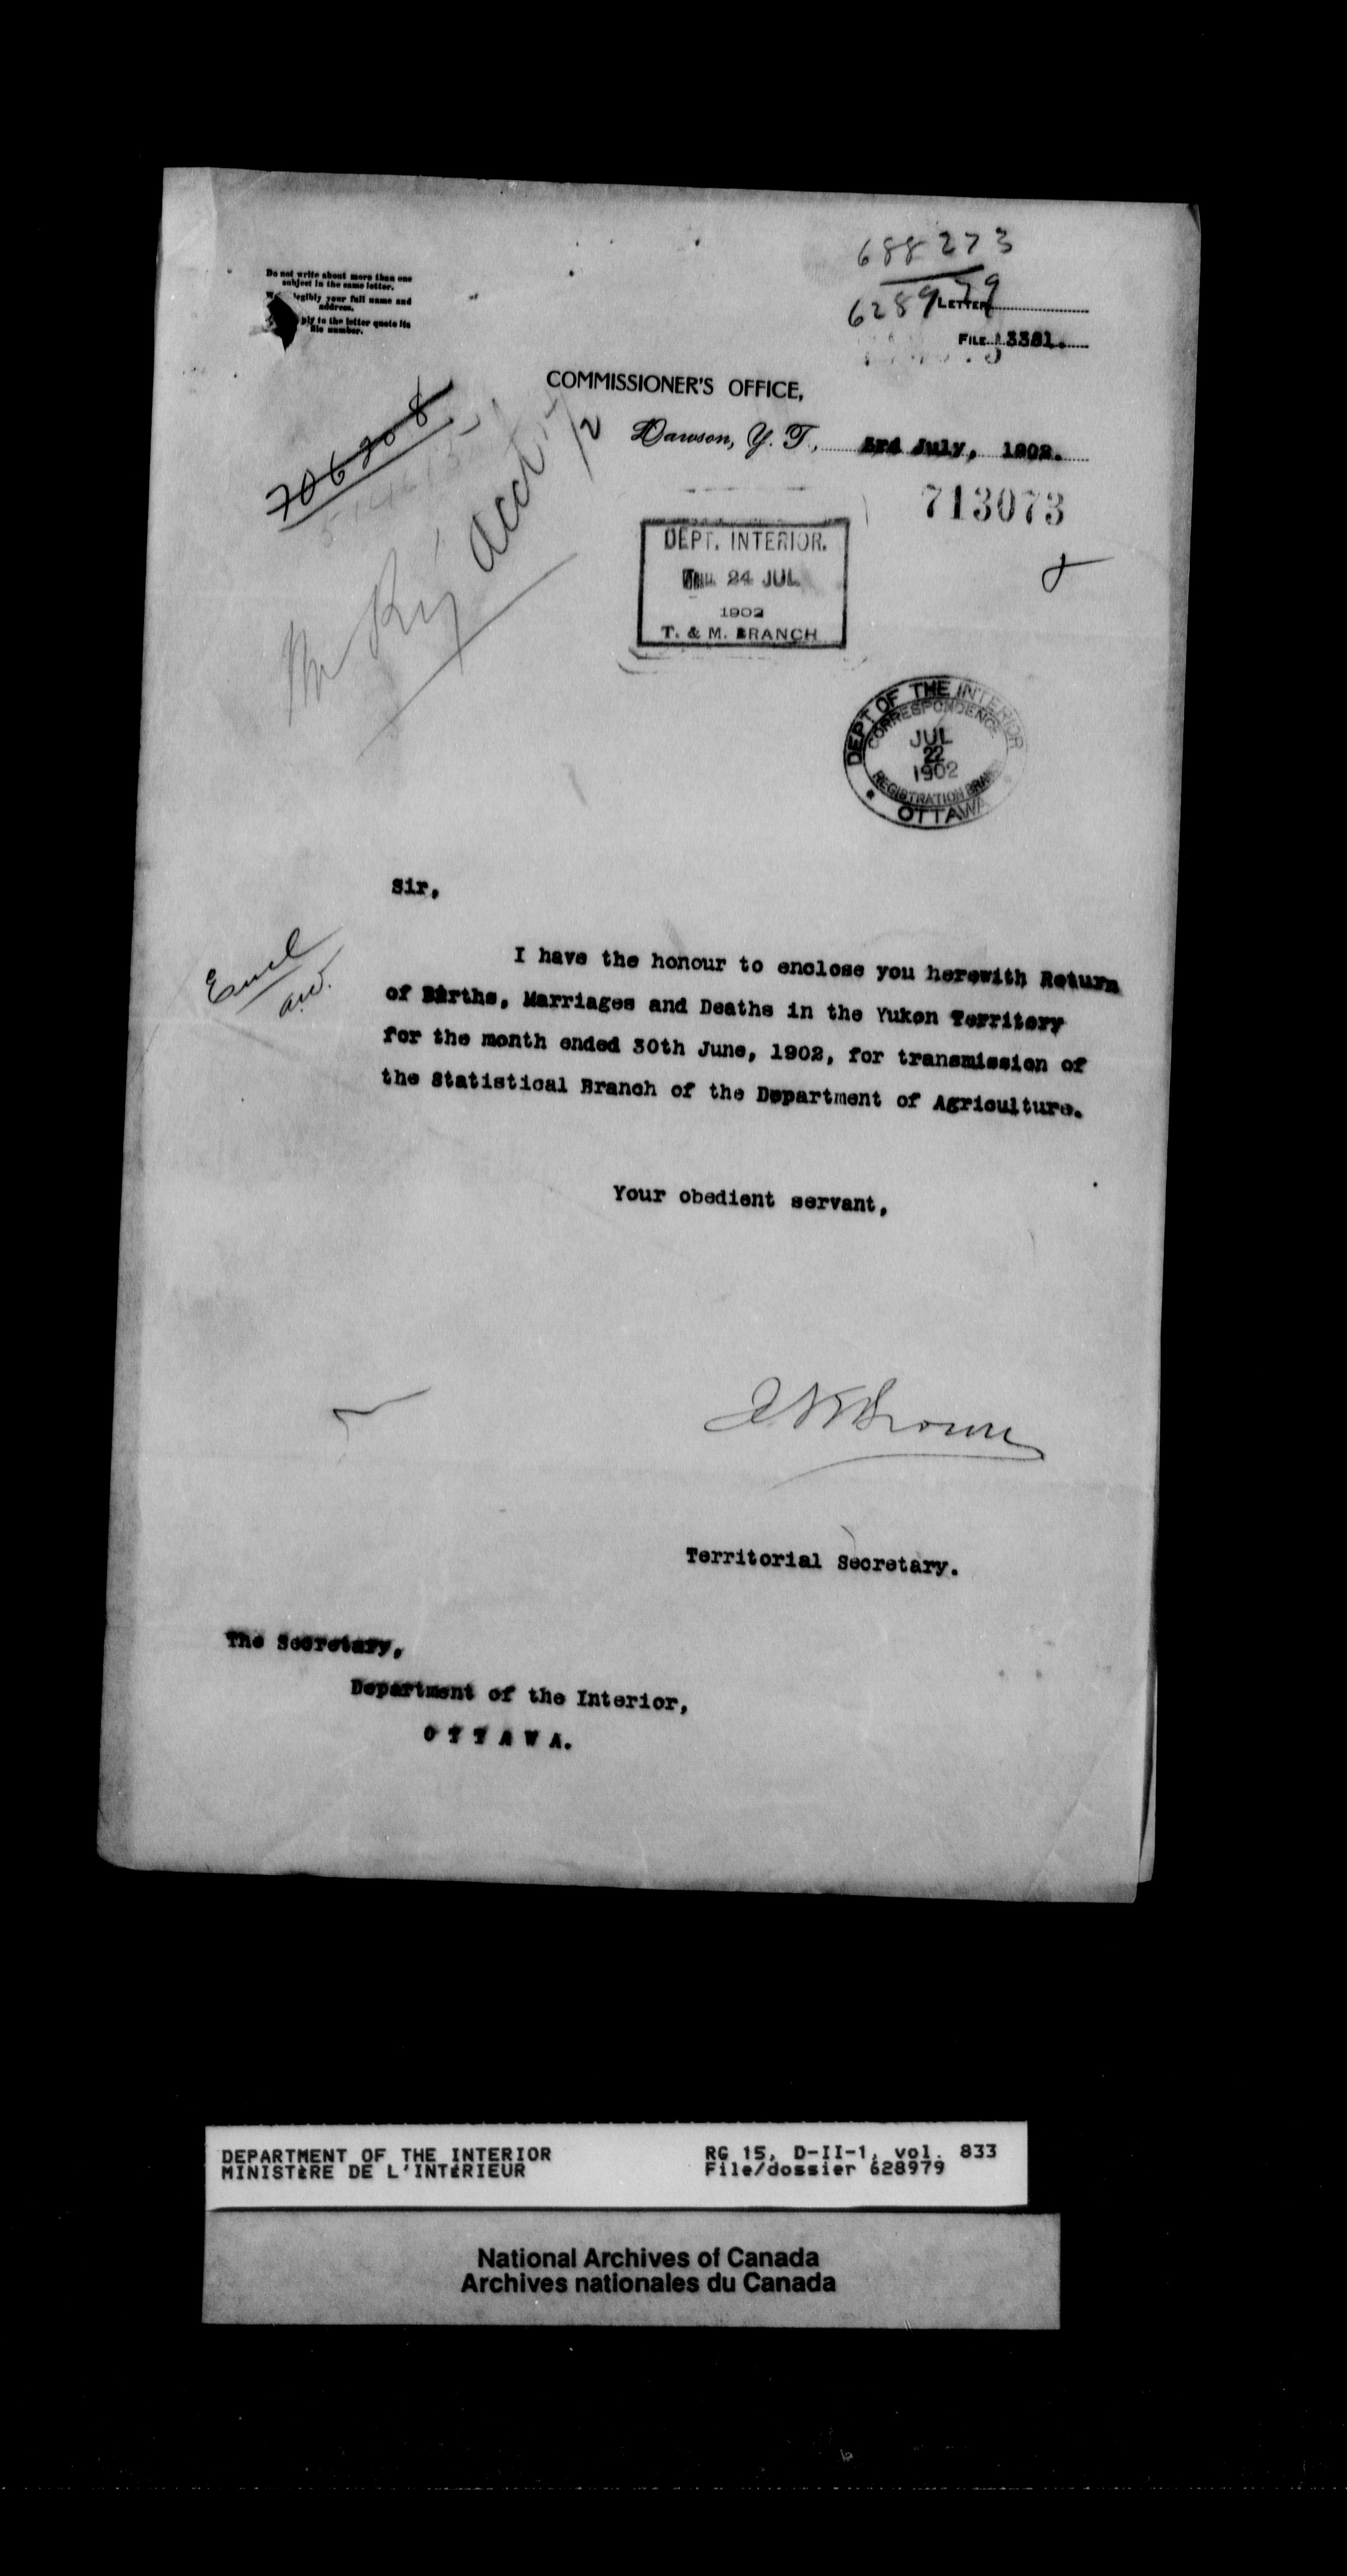 688273
628979
Do not write about more than one
subject in the same letter.
legibly your full name and
address.
ply to the letter quote its
file number.
LETTER
FILE 13381.
COMMISSIONER'S OFFICE,
Dawson, Y. T., 3rd July, 1902.
706208
713073
DEPT. INTERIOR.
24 JUL
1902
T. & M. BRANCH
DEPT OF THE INTERIOR
CORRESPONDENCE
JUL
22
1902
REGISTRATION BRANCH
OTTAWA
Sir,
I have the honour to enclose you herewith Return
of Births, Marriages and Deaths in the Yukon Territory
for the month ended 30th June, 1902, for transmission of
the Statistical Branch of the Department of Agriculture.
Encl
Your obedient servant,
Territorial Secretary.
The Secretary,
Department of the Interior,
O T T A W A.
DEPARTMENT OF THE INTERIOR
MINISTÈRE DE L'INTÉRIEUR
RG 15, D-II-1, vol. 833
File/dossier 628979
National Archives of Canada
Archives nationales du Canada